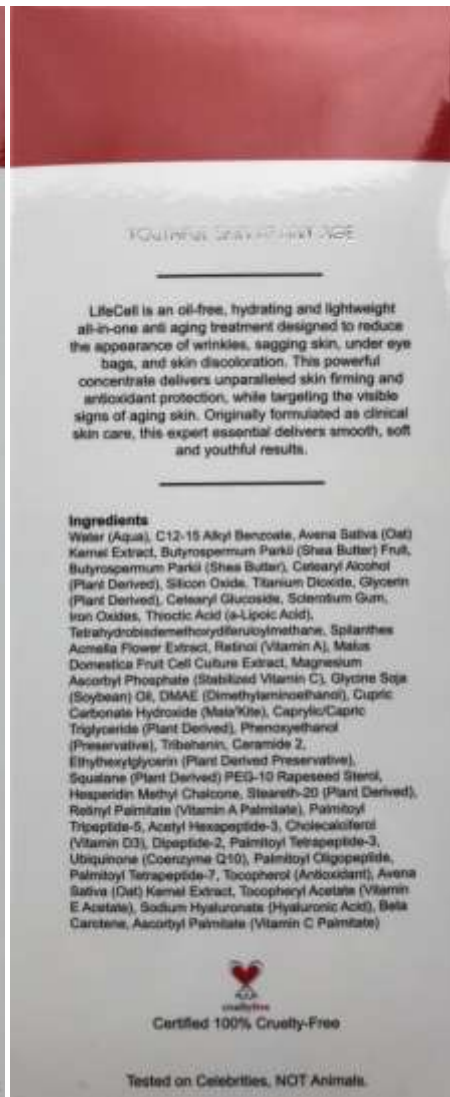 YOUTHFUL SKIN AT ANY AGE
LifeCell is an oil-free, hydrating and lightweight
all-in-one anti aging treatment designed to reduce
the appearance of wrinkles, sagging skin, under eye
bags, and skin discoloration. This powerful
concentrate delivers unparalleled skin firming and
antioxidant protection, while targeting the visible
signs of aging skin. Originally formulated as clinical
skin care, this expert essential delivers smooth, soft
and youthful results.
Ingredients
Water (Aqua), C12-15 Alkyl Benzoate, Avena Sativa (Oat)
Kernel Extract, Butyrospermum Parkii (Shea Butter) Fruit,
Butyrospermum Parkii (Shea Butter), Cetearyl Alcohol
(Plant Derived), Silicon Oxide, Titanium Dioxide, Glycerin
(Plant Derived), Cetearyl Glucoside, Sclerotium Gum,
Iron Oxides, Thioctic Acid (a-Lipoic Acid),
Tetrahydrobisdemethoxydiferuloylmethane, Spilanthes
Acmella Flower Extract, Retinol (Vitamin A), Malus
Domestica Fruit Cell Culture Extract, Magnesium
Ascorbyl Phosphate (Stabilized Vitamin C), Glycine Soja
(Soybean) Oil, DMAE (Dimethylaminoethanol), Cupric
Carbonate Hydroxide (Mala'Kite), Caprylic/Capric
Triglyceride (Plant Derived), Phenoxyethanol
(Preservative), Tribehenin, Ceramide 2,
Ethylhexylglycerin (Plant Derived Preservative),
Squalane (Plant Derived) PEG-10 Rapeseed Sterol,
Hesperidin Methyl Chalcone, Steareth-20 (Plant Derived),
Retinyl Palmitate (Vitamin A Palmitate), Palmitoyl
Tripeptide-5, Acetyl Hexapeptide-3, Cholecalciferol
(Vitamin D3), Dipeptide-2, Palmitoyl Tetrapeptide-3,
Ubiquinone (Coenzyme Q10), Palmitoyl Oligopeptide,
Palmitoyl Tetrapeptide-7, Tocopherol (Antioxidant), Avena
Sativa (Oat) Kernel Extract, Tocopheryl Acetate (Vitamin
E Acetate), Sodium Hyaluronate (Hyaluronic Acid), Beta
Carotene, Ascorbyl Palmitate (Vitamin C Palmitate)
crueltyfree
Certified 100% Cruelty-Free
Tested on Celebrities, NOT Animals.